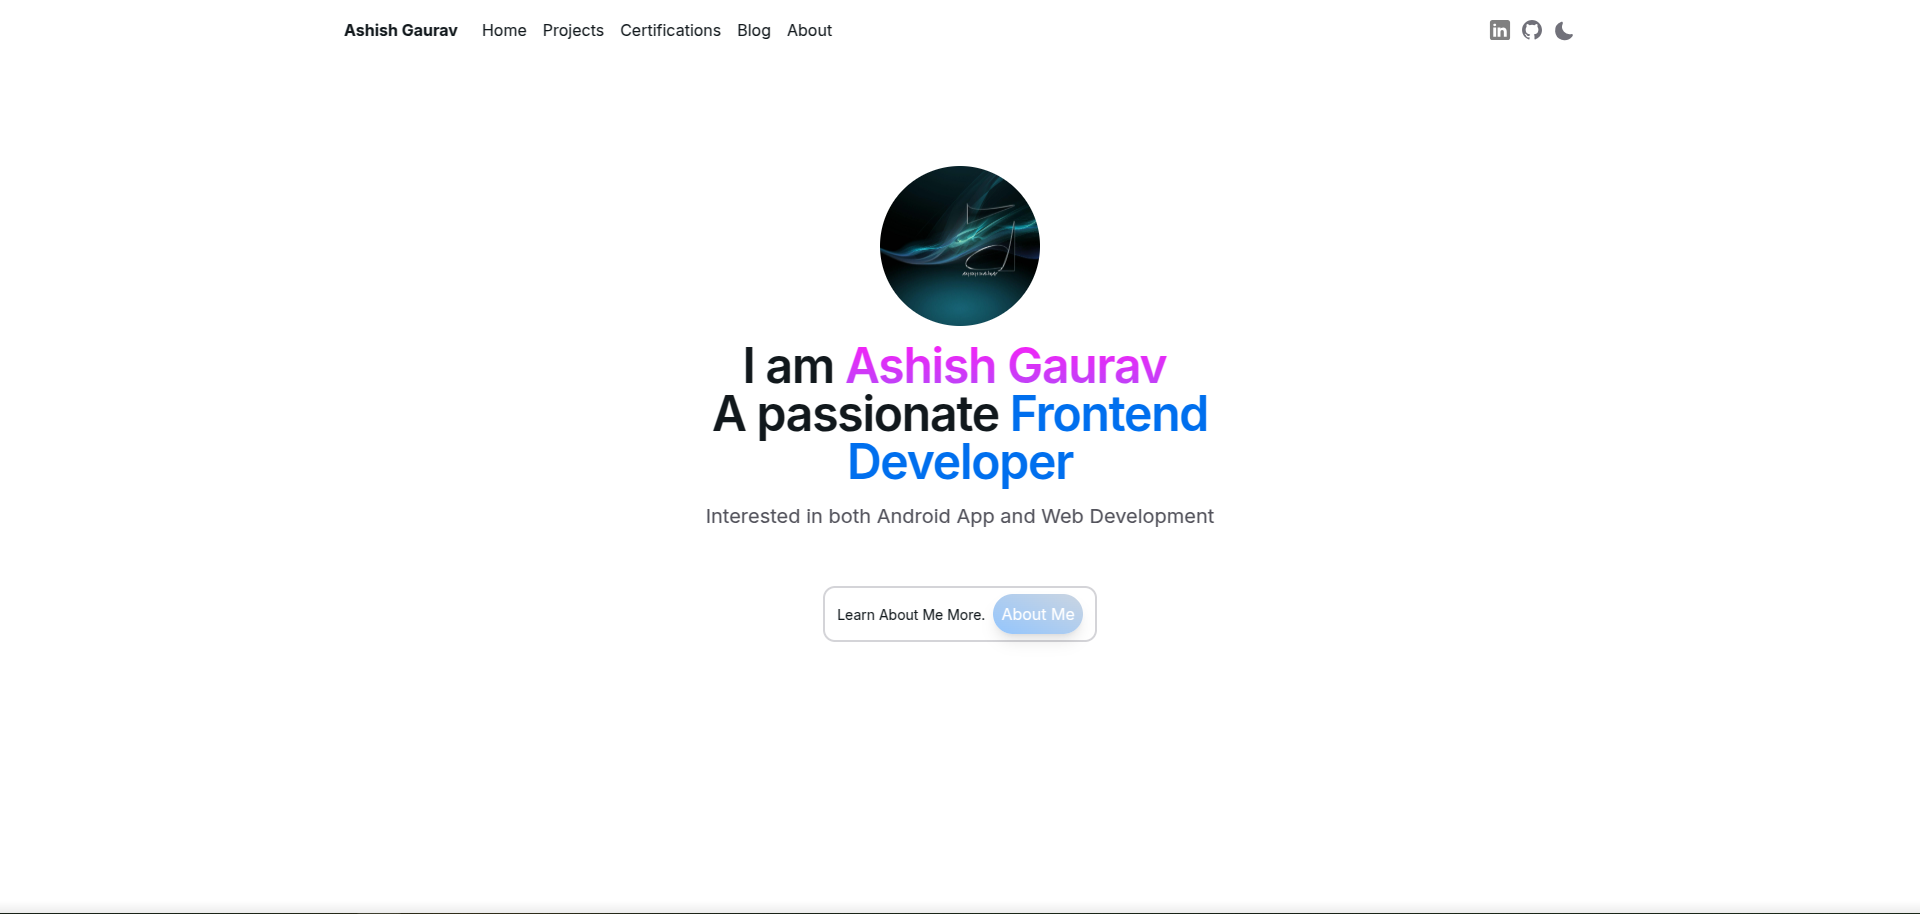 Ashish Gaurav Home Projects Certifications Blog About
I am Ashish Gaurav
A passionate Frontend
Developer
Interested in both Android App and Web Development
Learn About Me More. About Me